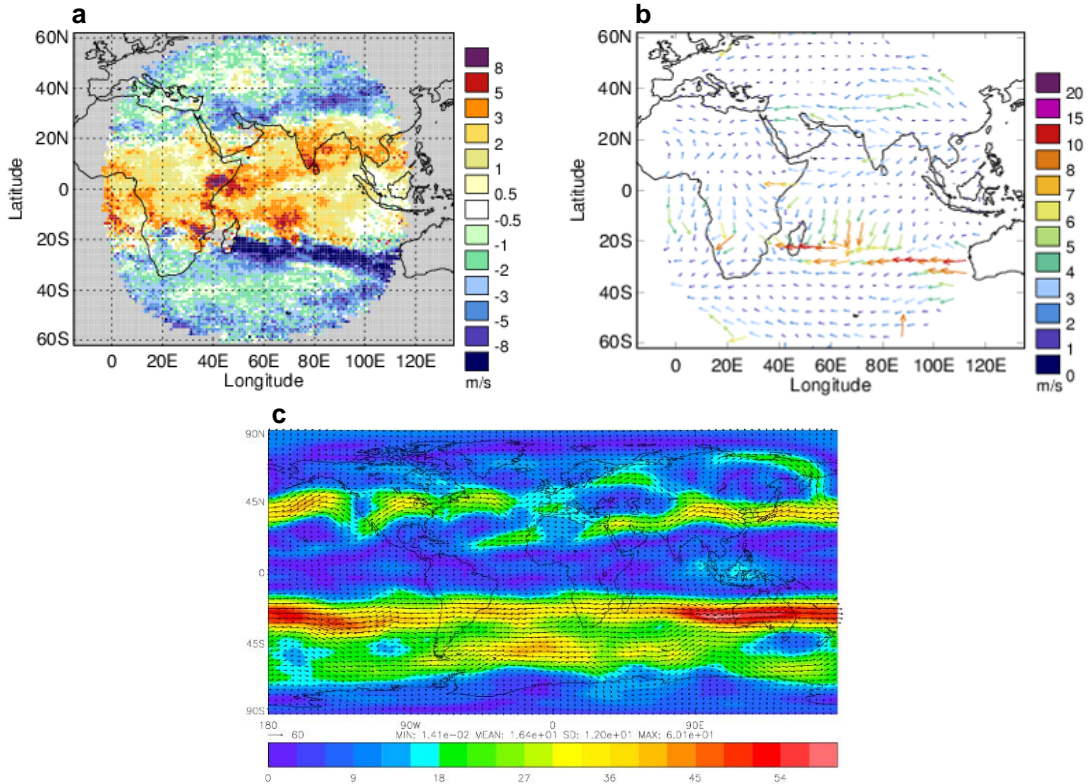 a
60N
40N
20N
0
20S
40S
60S
Latitude
0 20E 40E 60E 80E 100E 120E
Longitude
8
5
3
2
1
0.5
-0.5
-1
-2
-3
-5
-8
m/s
b
60N
40N
20N
0
20S
40S
60S
Latitude
0 20E 40E 60E 80E 100E 120E
Longitude
20
15
10
8
7
6
5
4
3
2
1
0
m/s
c
90N
45N
0
45S
90S
180 90W 0 90E
60
MIN: 1.41e-02 MEAN: 1.64e+01 SD: 1.20e+01 MAX: 6.01e+01
0 9 18 27 36 45 54